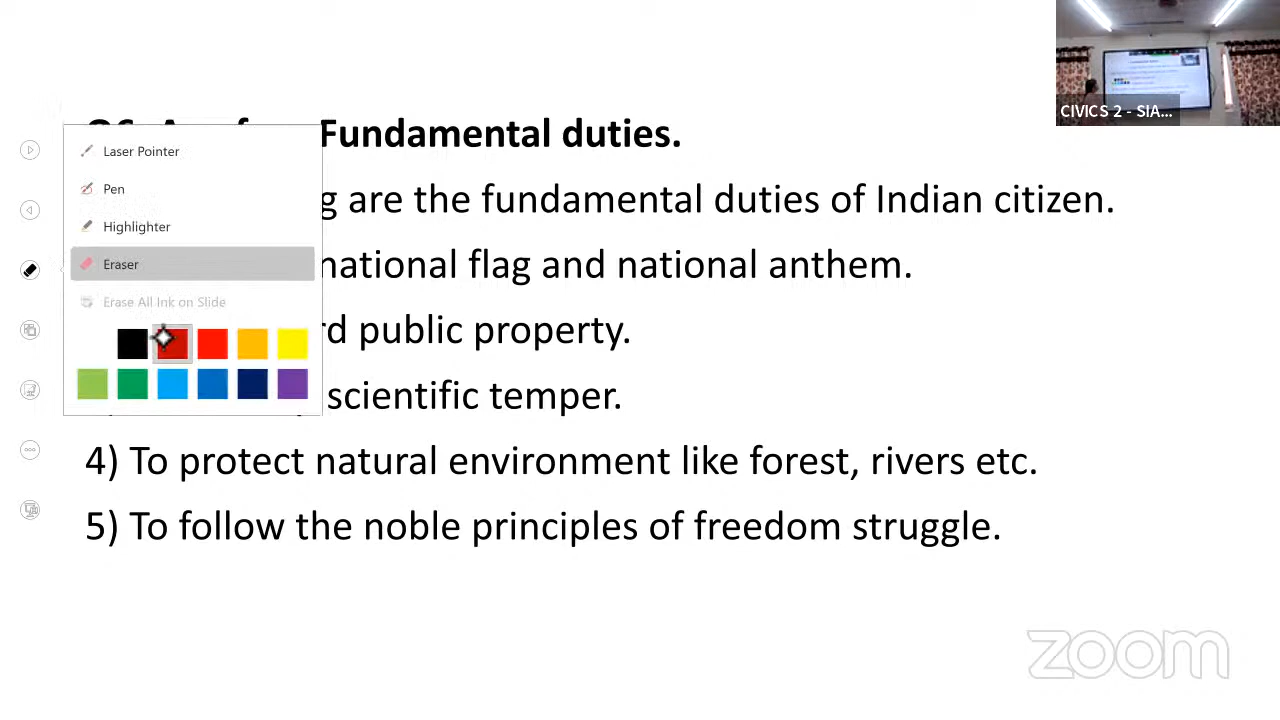 CIVICS 2 - SIA...
Fundamental duties.
Laser Pointer
Pen
g are the fundamental duties of Indian citizen.
Highlighter
Eraser
national flag and national anthem.
Erase All Ink on Slide
rd public property.
scientific temper.
4) To protect natural environment like forest, rivers etc.
5) To follow the noble principles of freedom struggle.
zoom